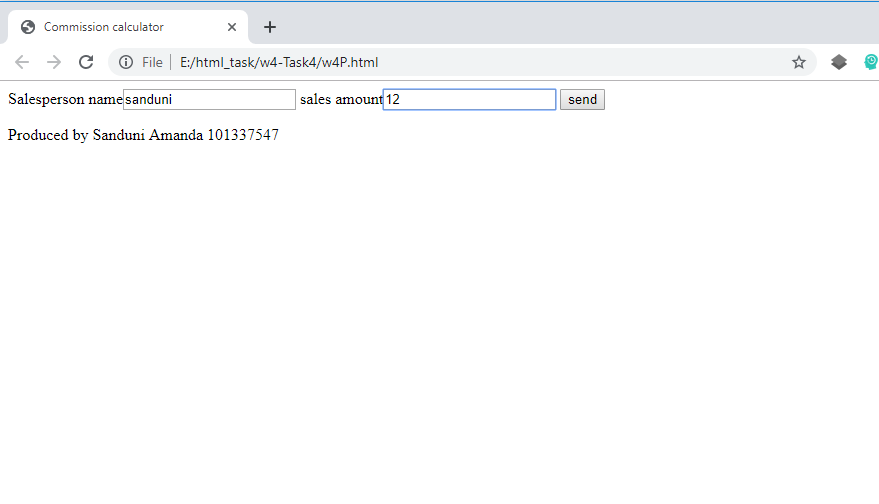 Commission calculator
File E:/html_task/w4-Task4/w4P.html
Salesperson name sanduni sales amount 12 send
Produced by Sanduni Amanda 101337547